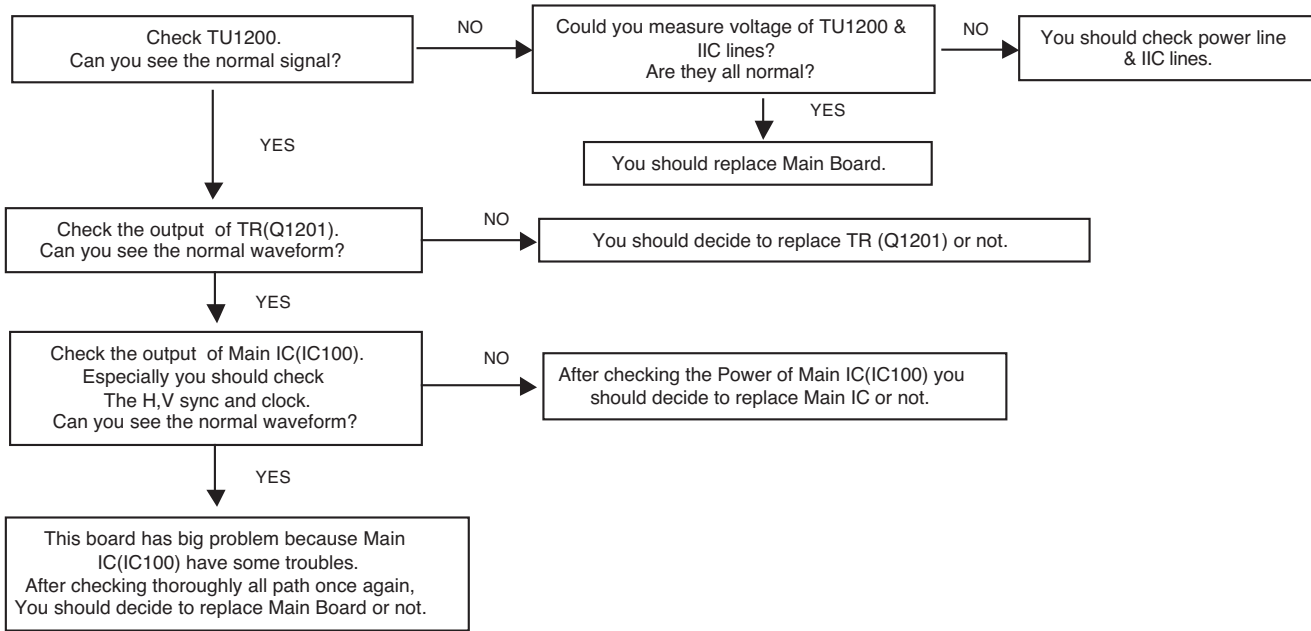 Check TU1200.
Can you see the normal signal?
NO
Could you measure voltage of TU1200 &
IIC lines?
Are they all normal?
NO
You should check power line
& IIC lines.
YES
YES
You should replace Main Board.
Check the output of TR(Q1201).
Can you see the normal waveform?
NO
You should decide to replace TR (Q1201) or not.
YES
Check the output of Main IC(IC100).
Especially you should check
The H,V sync and clock.
Can you see the normal waveform?
NO
After checking the Power of Main IC(IC100) you
should decide to replace Main IC or not.
YES
This board has big problem because Main
IC(IC100) have some troubles.
After checking thoroughly all path once again,
You should decide to replace Main Board or not.